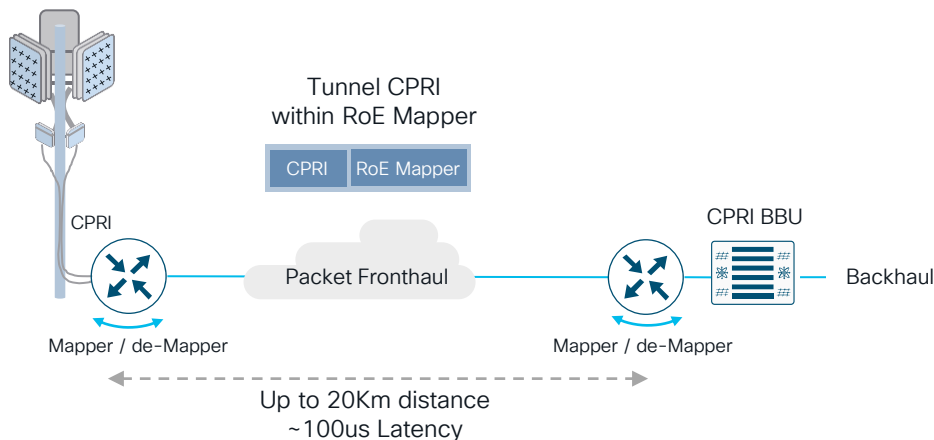 Tunnel CPRI
within RoE Mapper
CPRI RoE Mapper
CPRI
CPRI BBU
Packet Fronthaul
Backhaul
Mapper / de-Mapper
Mapper / de-Mapper
Up to 20Km distance
~100us Latency